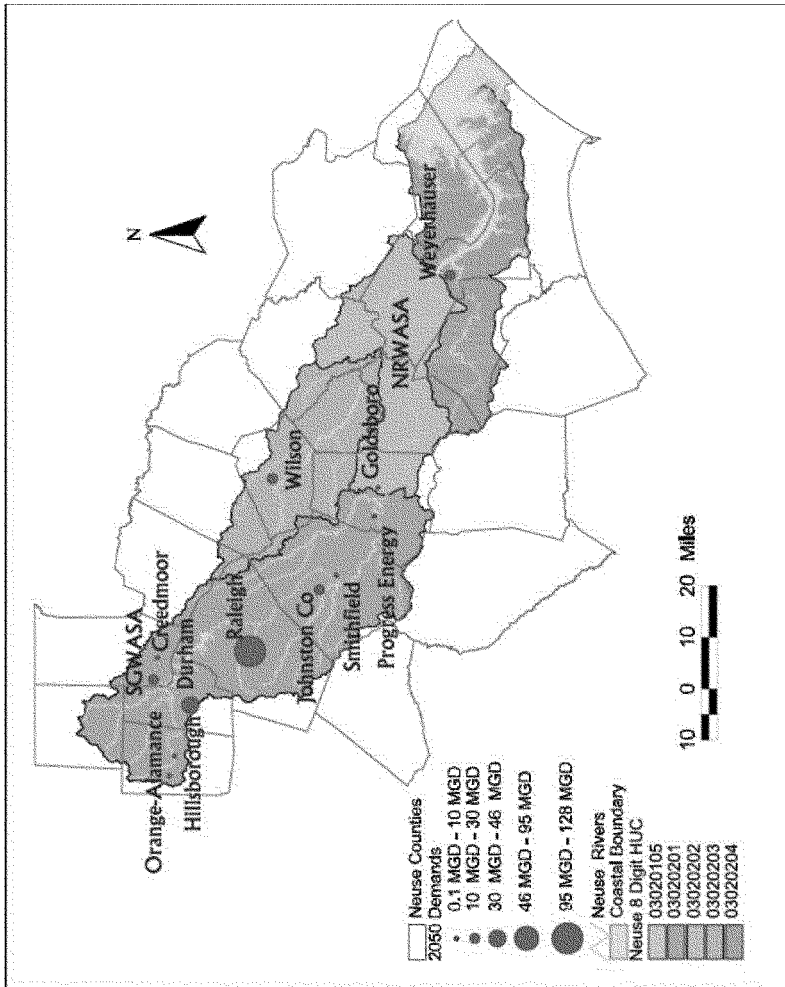 N
Orange-Alamance
SGWASA
Creedmoor
Hillsborough
Durham
Raleigh
Wilson
Johnston Co
Smithfield
Goldsboro
Progress Energy
NRWASA
Weyerhauser
Neuse Counties
2050 Demands
0.1 MGD - 10 MGD
10 MGD - 30 MGD
30 MGD - 46 MGD
46 MGD - 95 MGD
95 MGD - 128 MGD
Neuse Rivers
Coastal Boundary
Neuse 8 Digit HUC
03020105
03020201
03020202
03020203
03020204
10 0 10 20 Miles